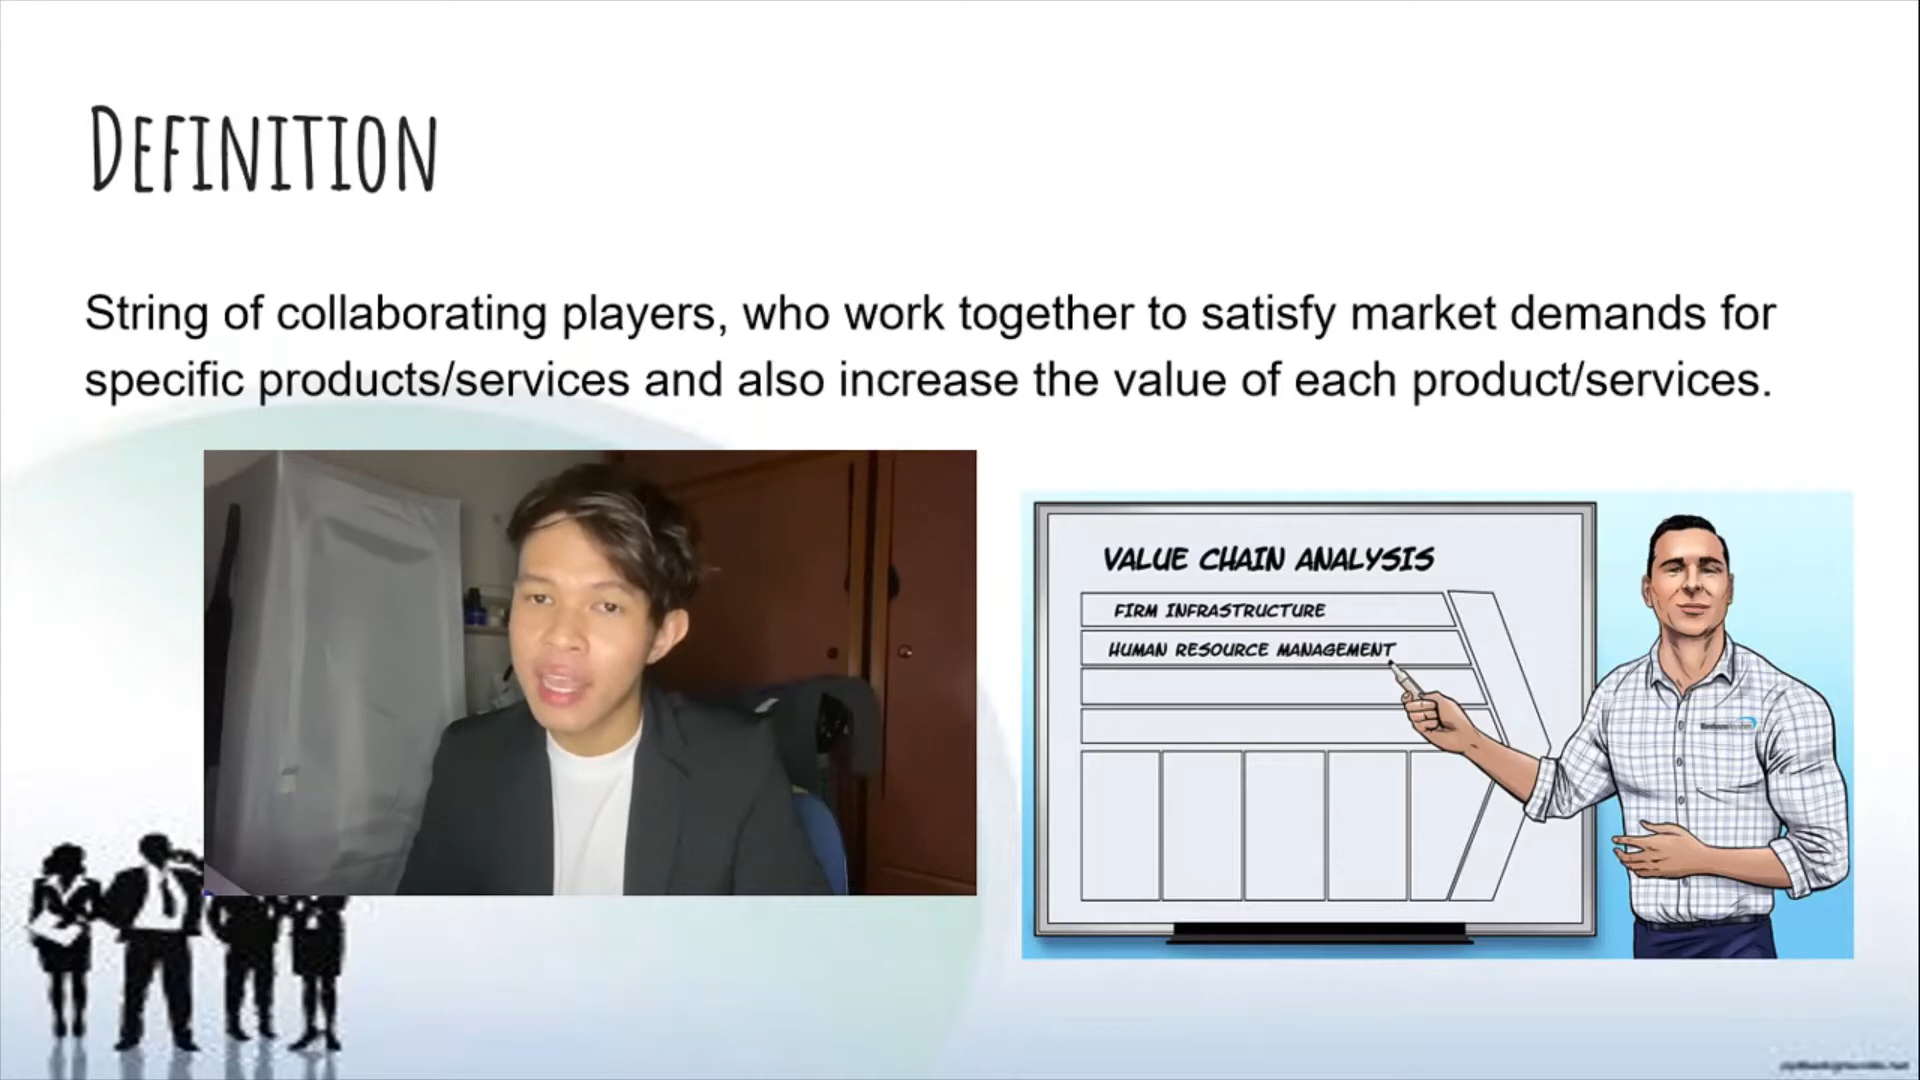 DEFINITION
String of collaborating players, who work together to satisfy market demands for
specific products/services and also increase the value of each product/services.
VALUE CHAIN ANALYSIS
FIRM INFRASTRUCTURE
HUMAN RESOURCE MANAGEMENT